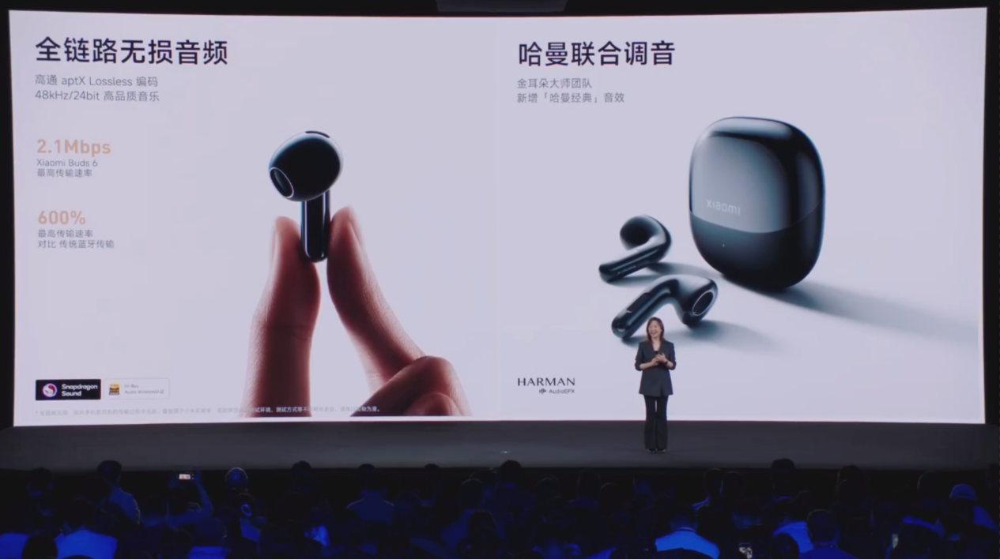 全链路无损音频
高通 aptX Lossless 编码
48kHz/24bit 高品质音乐
2.1Mbps
Xiaomi Buds 6
最高传输速率
600%
最高传输速率
对比 传统蓝牙传输
Snapdragon
Sound
Hi-Res
Audio Wireless
哈曼联合调音
金耳朵大师团队
新增「哈曼经典」音效
xiaomi
HARMAN
AudioEFX